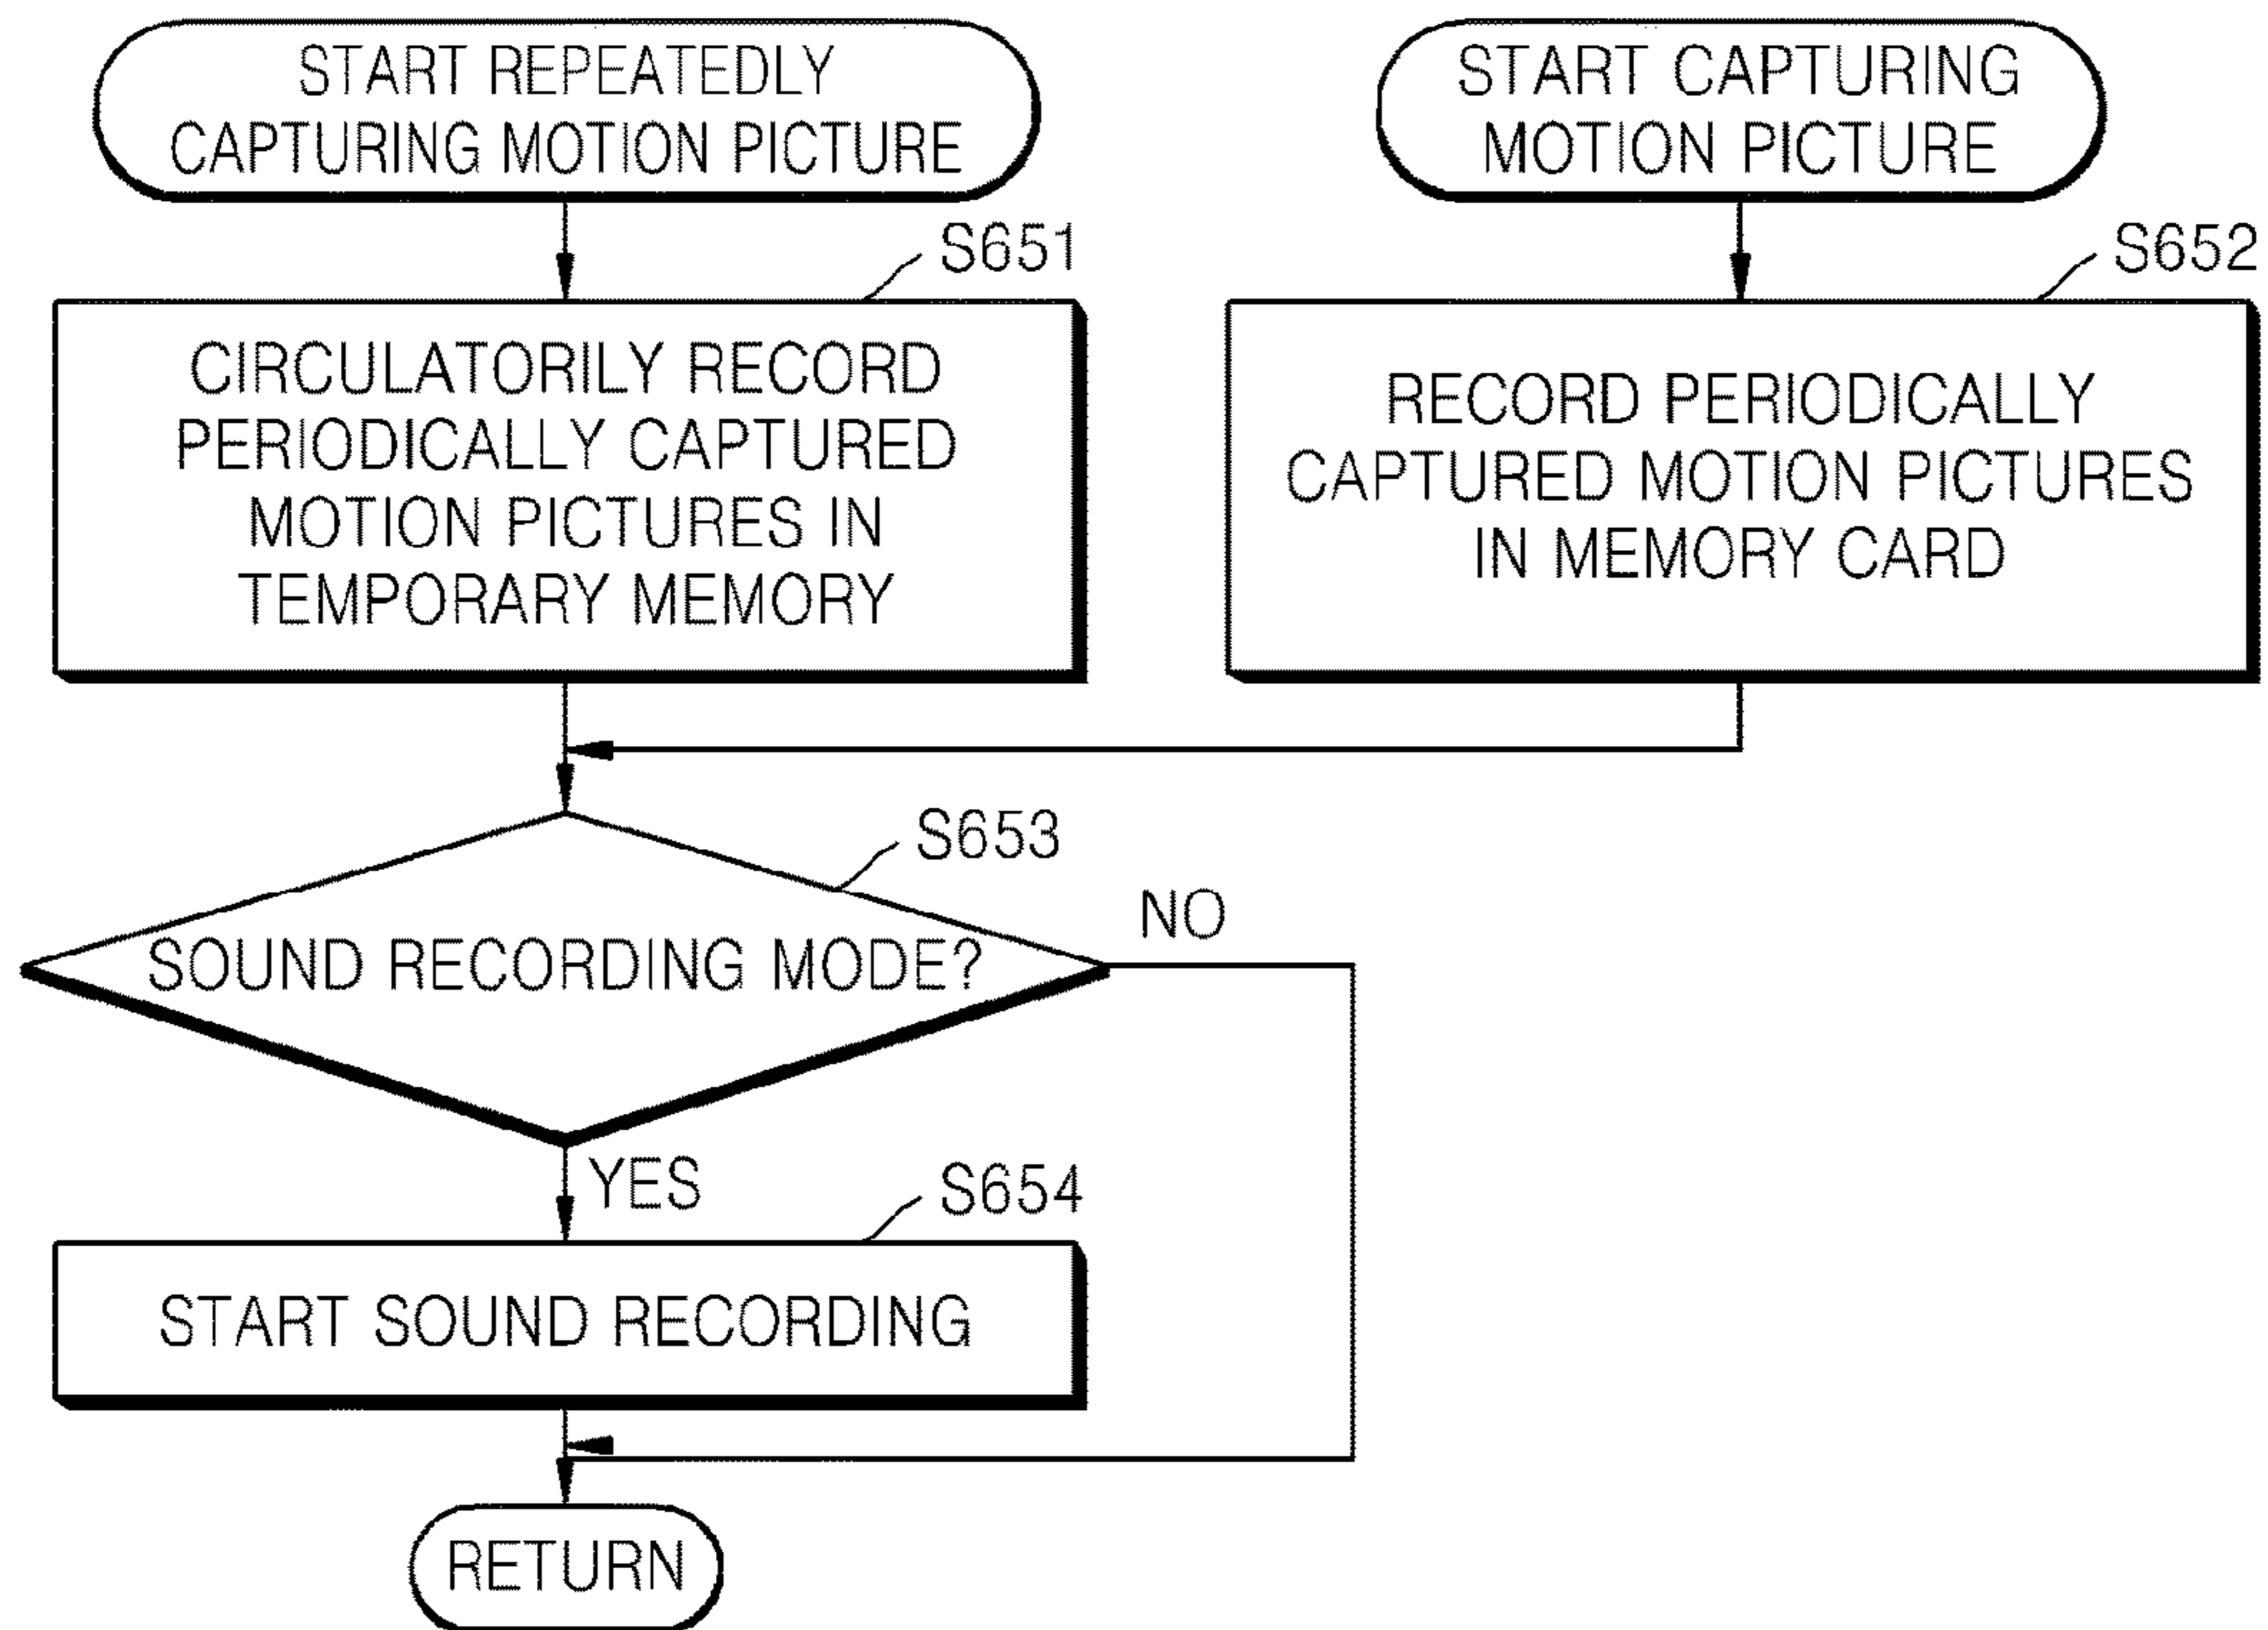 START REPEATEDLY
CAPTURING MOTION PICTURE
START CAPTURING
MOTION PICTURE
S651
CIRCULATORILY RECORD
PERIODICALLY CAPTURED
MOTION PICTURES IN
TEMPORARY MEMORY
S652
RECORD PERIODICALLY
CAPTURED MOTION PICTURES
IN MEMORY CARD
S653
SOUND RECORDING MODE?
NO
YES
S654
START SOUND RECORDING
RETURN